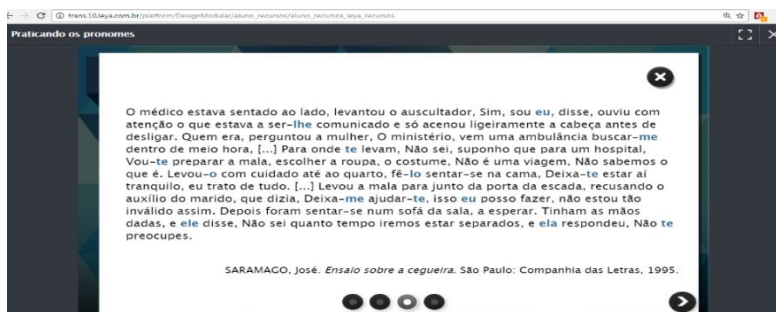 trans.10.leya.com.br/platform/DesignModular/aluno_recursos/aluno_recursos_leya_recursos
Praticando os pronomes
O médico estava sentado ao lado, levantou o auscultador, Sim, sou eu, disse, ouviu com
atenção o que estava a ser-lhe comunicado e só acenou ligeiramente a cabeça antes de
desligar. Quem era, perguntou a mulher, O ministério, vem uma ambulância buscar-me
dentro de meio hora, [...] Para onde te levam, Não sei, suponho que para um hospital,
Vou-te preparar a mala, escolher a roupa, o costume, Não é uma viagem, Não sabemos o
que é. Levou-o com cuidado até ao quarto, fê-lo sentar-se na cama, Deixa-te estar aí
tranquilo, eu trato de tudo. [...] Levou a mala para junto da porta da escada, recusando o
auxílio do marido, que dizia, Deixa-me ajudar-te, isso eu posso fazer, não estou tão
inválido assim. Depois foram sentar-se num sofá da sala, a esperar. Tinham as mãos
dadas, e ele disse, Não sei quanto tempo iremos estar separados, e ela respondeu, Não te
preocupes.
SARAMAGO, José. Ensaio sobre a cegueira. São Paulo: Companhia das Letras, 1995.